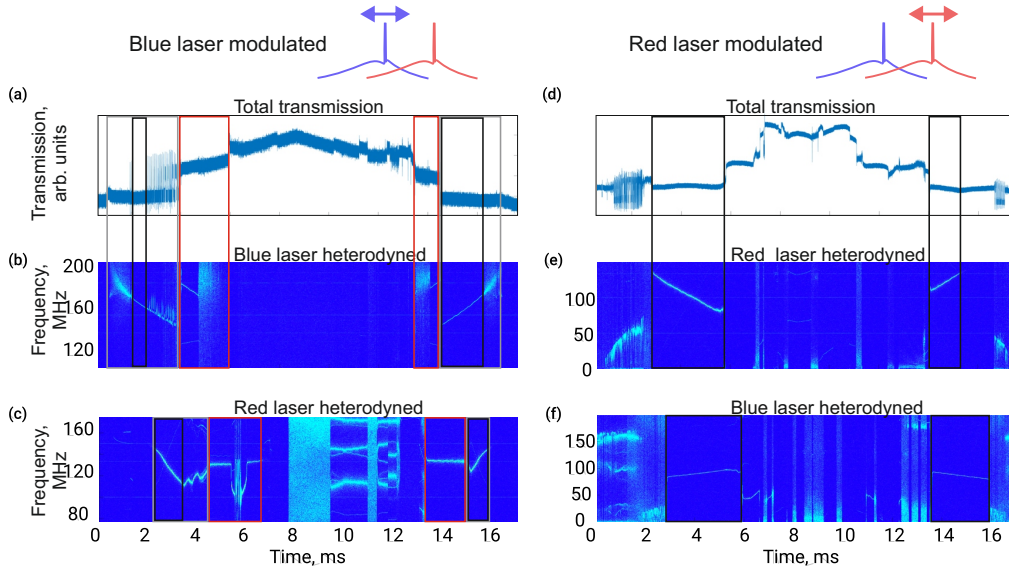 Blue laser modulated
Red laser modulated
(a)
Total transmission
Transmission,
arb. units
(d)
Total transmission
(b)
Blue laser heterodyned
Frequency,
MHz
200
160
120
(e)
Red laser heterodyned
100
50
0
(c)
Red laser heterodyned
Frequency,
MHz
160
120
80
0 2 4 6 8 10 12 14 16
Time, ms
(f)
Blue laser heterodyned
150
100
50
0
2 4 6 8 10 12 14 16
Time, ms